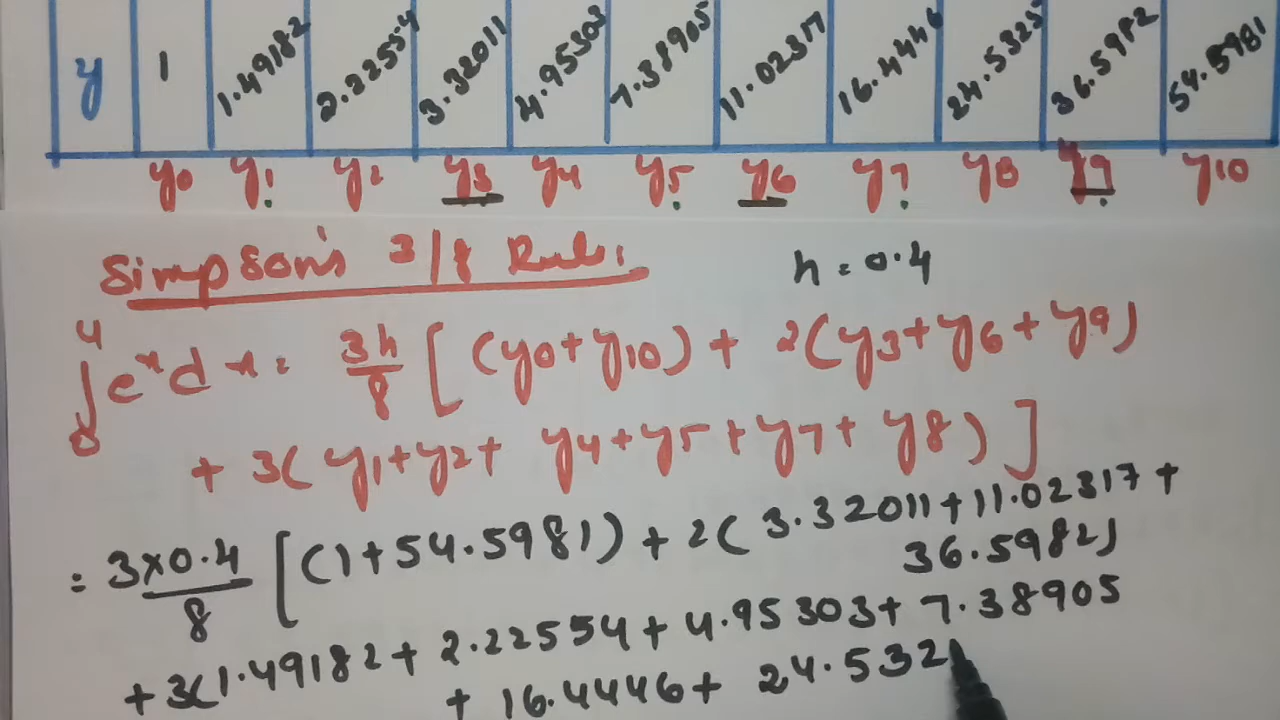 y 1 1.49182 2.22554 3.32011 4.95303 7.38905 11.02317 16.4446 24.5325 36.5982 54.5981
y0 y1 y2 y3 y4 y5 y6 y7 y8 y9 y10
Simpson's 3/8 Rule: h = 0.4
∫₀⁴ e^x dx = 3h/8 [ (y0+y10) + 2(y3+y6+y9)
+ 3( y1+y2+ y4+y5+y7+ y8) ]
= 3×0.4/8 [ (1+54.5981) + 2( 3.32011+11.02317 +
36.5982)
+ 3(1.49182+ 2.22554+ 4.95303+ 7.38905
+ 16.4446+ 24.532